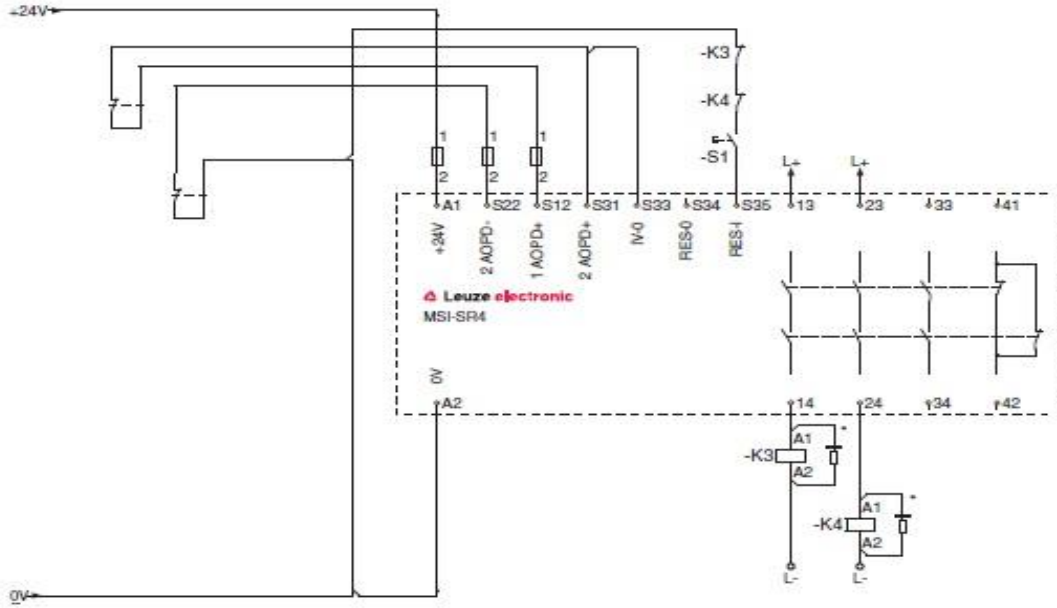 +24V
-K3
-K4
-S1
1 1 1
2 2 2
L+ L+
A1 S22 S12 S31 S33 S34 S35 13 23 33 41
+24V
2 AOPD-
1 AOPD+
2 AOPD+
IV-0
RES-0
RES-I
Leuze electronic
MSI-SR4
0V
A2 14 24 34 42
-K3
A1
A2
*
-K4
A1
A2
*
L- L-
0V